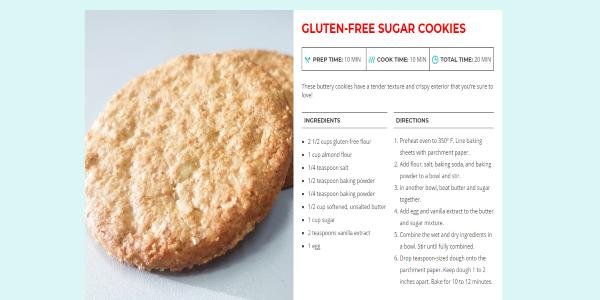 GLUTEN-FREE SUGAR COOKIES
PREP TIME: 10 MIN
COOK TIME: 10 MIN
TOTAL TIME: 20 MIN
These buttery cookies have a tender texture and crispy exterior that you're sure to
love!
INGREDIENTS
2 1/2 cups gluten-free flour
1 cup almond flour
1/4 teaspoon salt
1/2 teaspoon baking powder
1/4 teaspoon baking powder
1/2 cup softened, unsalted butter
1 cup sugar
2 teaspoons vanilla extract
1 egg
DIRECTIONS
1. Preheat oven to 350° F. Line baking
sheets with parchment paper.
2. Add flour, salt, baking soda, and baking
powder to a bowl and stir.
3. In another bowl, beat butter and sugar
together.
4. Add egg and vanilla extract to the butter
and sugar mixture.
5. Combine the wet and dry ingredients in
a bowl. Stir until fully combined.
6. Drop teaspoon-sized dough onto the
parchment paper. Keep dough 1 to 2
inches apart. Bake for 10 to 12 minutes.